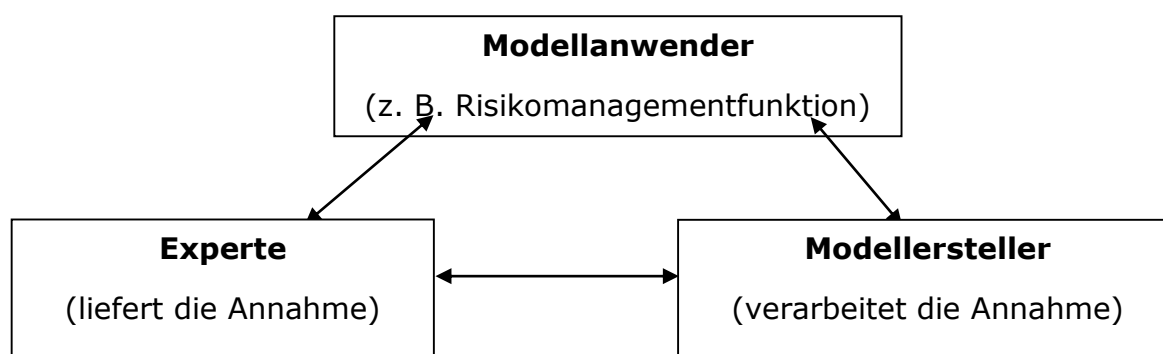 Modellanwender
(z. B. Risikomanagementfunktion)
Experte
(liefert die Annahme)
Modellersteller
(verarbeitet die Annahme)